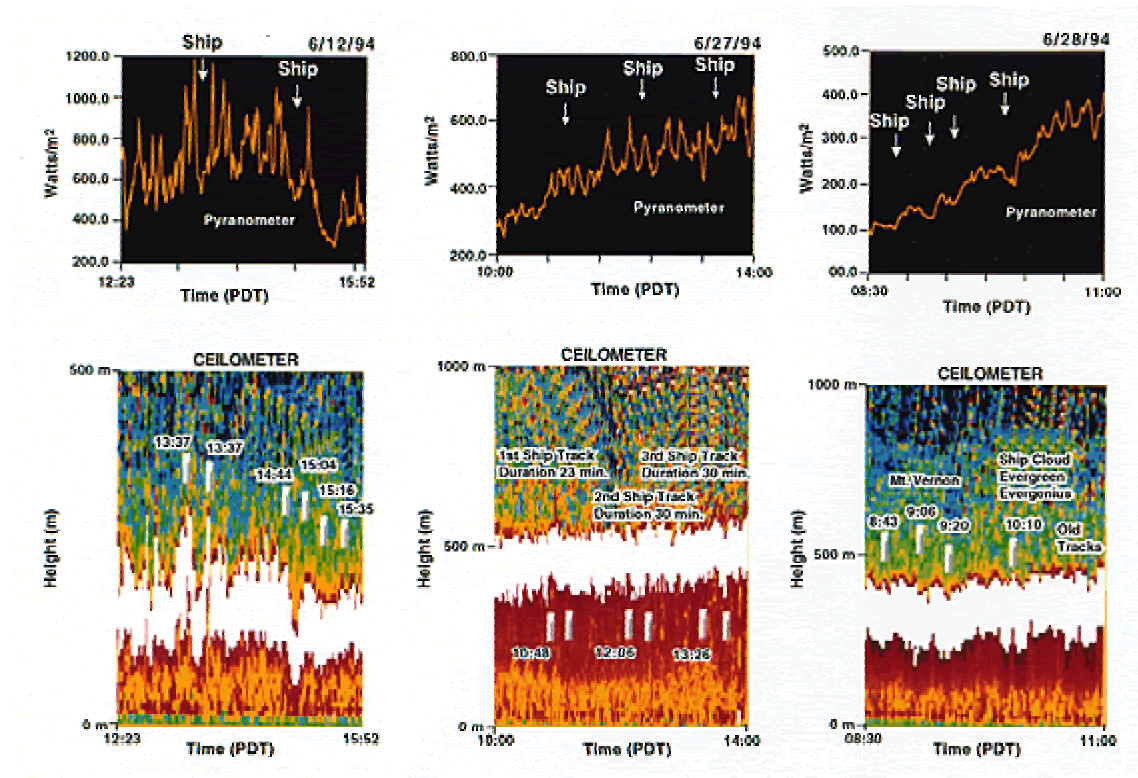 Ship
6/12/94
Ship
1200.0
1000.0
800.0
600.0
400.0
200.0
Watts/m2
Pyranometer
12:23
15:52
Time (PDT)
6/27/94
Ship
Ship
Ship
800.0
600.0
400.0
200.0
Watts/m2
Pyranometer
10:00
14:00
Time (PDT)
6/28/94
Ship
Ship
Ship
Ship
500.0
400.0
300.0
200.0
100.0
00.0
Watts/m2
Pyranometer
08:30
11:00
Time (PDT)
CEILOMETER
500 m
0 m
Height (m)
13:27
13:37
14:44
15:04
15:16
15:35
12:23
15:52
Time (PDT)
CEILOMETER
1000 m
500 m
0 m
Height (m)
1st Ship Track
Duration 23 min.
3rd Ship Track
Duration 30 min.
2nd Ship Track
Duration 30 min.
10:48
12:06
13:26
10:00
14:00
Time (PDT)
CEILOMETER
1000 m
500 m
0 m
Height (m)
Mt. Vernon
Ship Cloud
Evergreen
Evergenius
8:43
9:06
9:20
10:10
Old
Tracks
08:30
11:00
Time (PDT)